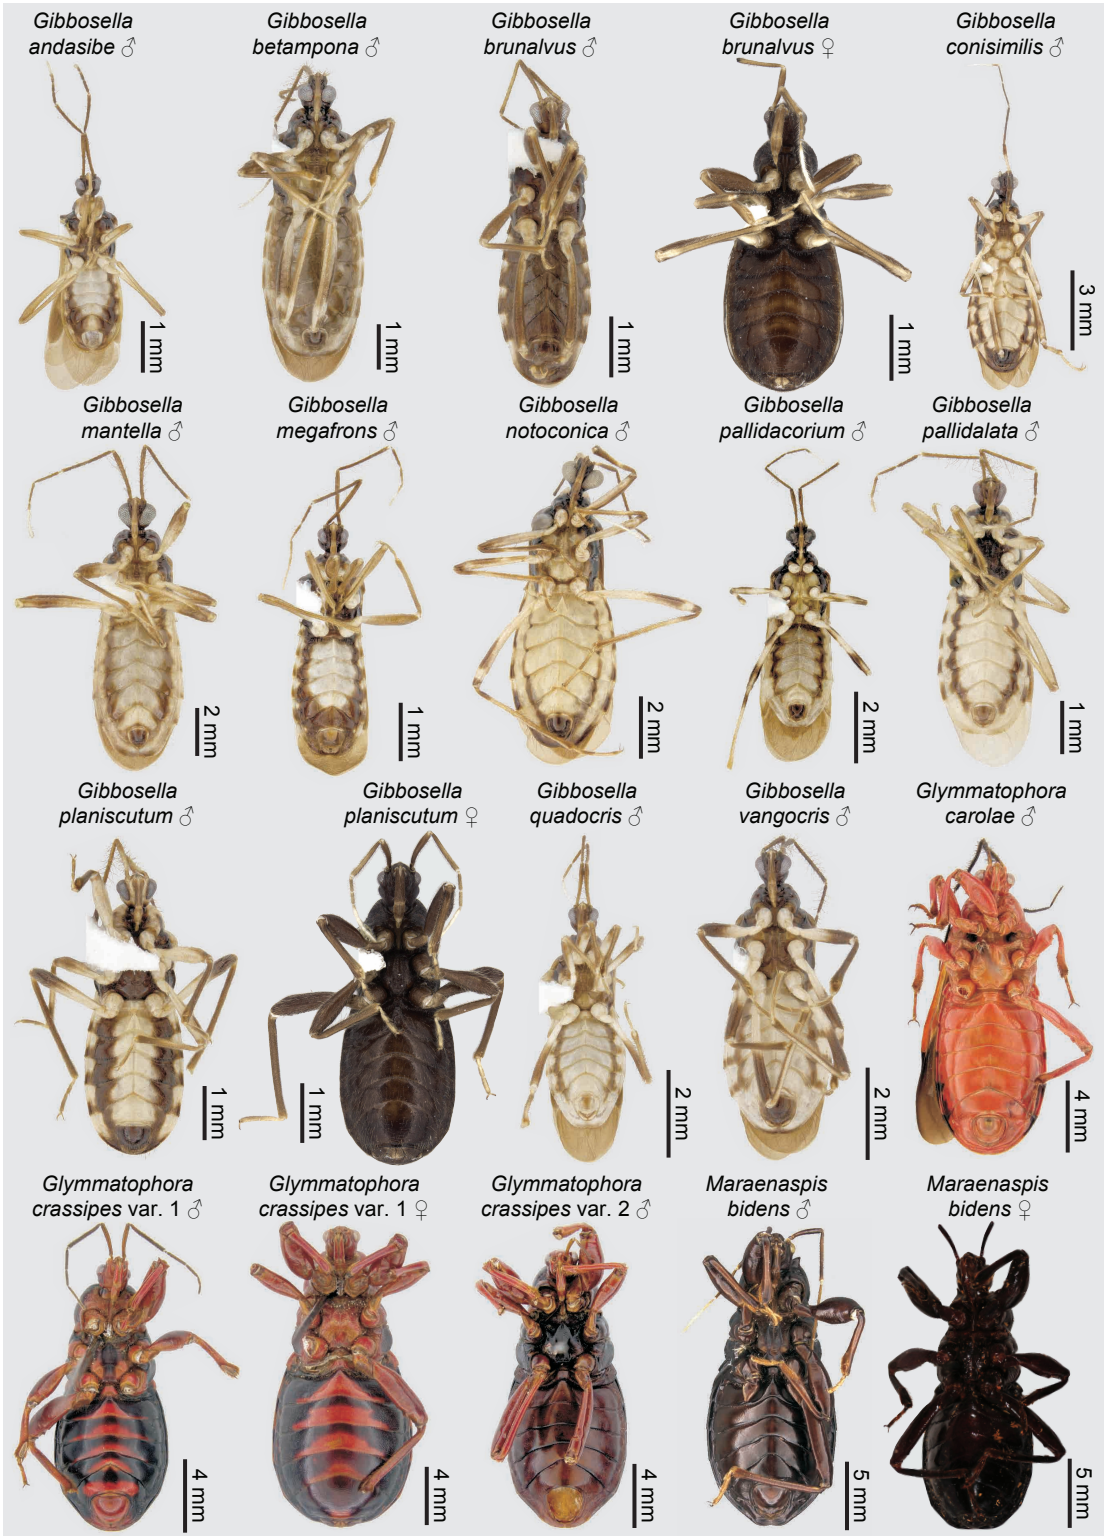 Gibbosella
andasibe ♂
Gibbosella
betampona ♂
Gibbosella
brunalvus ♂
Gibbosella
brunalvus ♀
Gibbosella
conisimilis ♂
1 mm
1 mm
1 mm
1 mm
3 mm
Gibbosella
mantella ♂
Gibbosella
megafrons ♂
Gibbosella
notoconica ♂
Gibbosella
pallidacorium ♂
Gibbosella
pallidalata ♂
2 mm
1 mm
2 mm
2 mm
1 mm
Gibbosella
planiscutum ♂
Gibbosella
planiscutum ♀
Gibbosella
quadocris ♂
Gibbosella
vangocris ♂
Glymmatophora
carolae ♂
1 mm
1 mm
2 mm
2 mm
4 mm
Glymmatophora
crassipes var. 1 ♂
Glymmatophora
crassipes var. 1 ♀
Glymmatophora
crassipes var. 2 ♂
Maraenaspis
bidens ♂
Maraenaspis
bidens ♀
4 mm
4 mm
4 mm
5 mm
5 mm